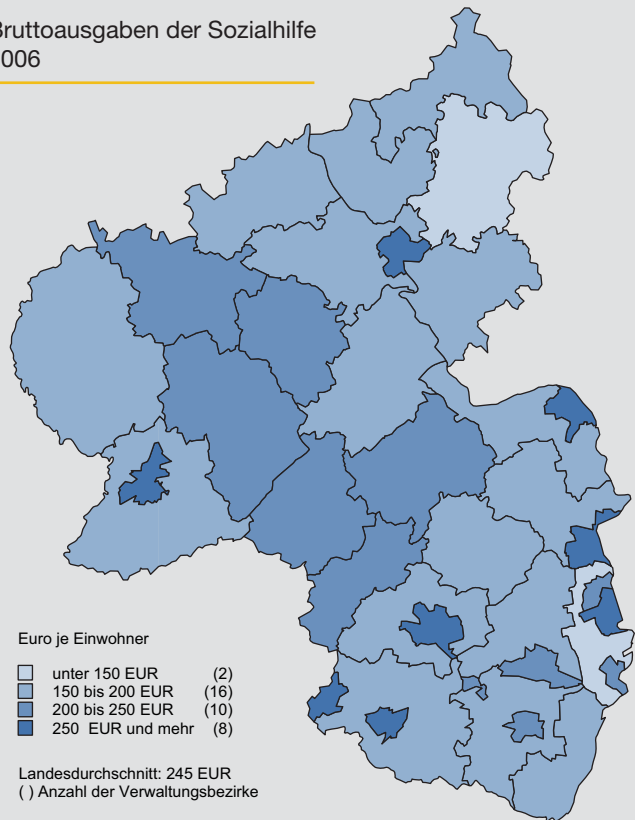 Bruttoausgaben der Sozialhilfe
006
Euro je Einwohner
unter 150 EUR (2)
150 bis 200 EUR (16)
200 bis 250 EUR (10)
250 EUR und mehr (8)
Landesdurchschnitt: 245 EUR
( ) Anzahl der Verwaltungsbezirke